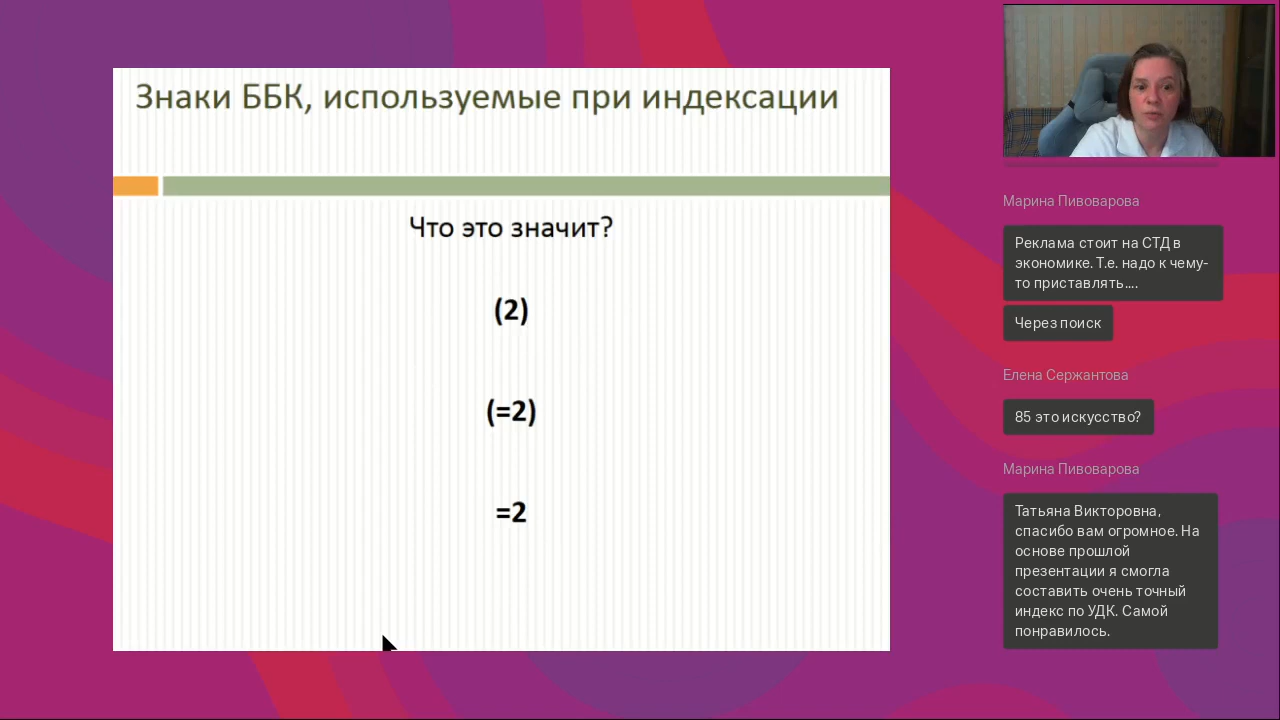 Знаки ББК, используемые при индексации
Что это значит?
(2)
(=2)
=2
Марина Пивоварова
Реклама стоит на СТД в
экономике. Т.е. надо к чему-
то приставлять....
Через поиск
Елена Сержантова
85 это искусство?
Марина Пивоварова
Татьяна Викторовна,
спасибо вам огромное. На
основе прошлой
презентации я смогла
составить очень точный
индекс по УДК. Самой
понравилось.